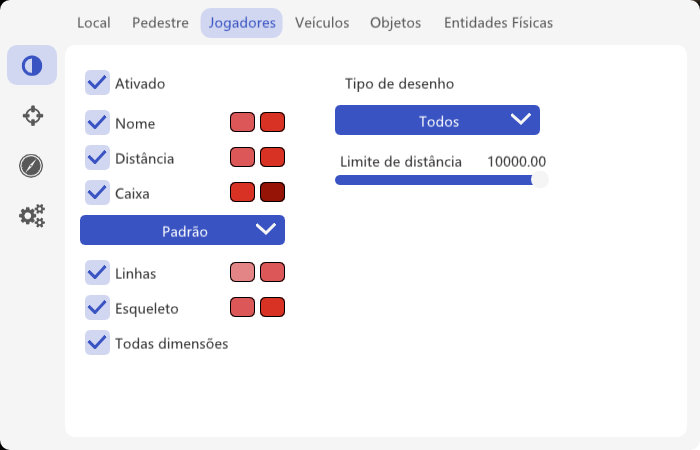 Local Pedestre Jogadores Veículos Objetos Entidades Físicas
Ativado
Nome
Distância
Caixa
Padrão
Linhas
Esqueleto
Todas dimensões
Tipo de desenho
Todos
Limite de distância 10000.00